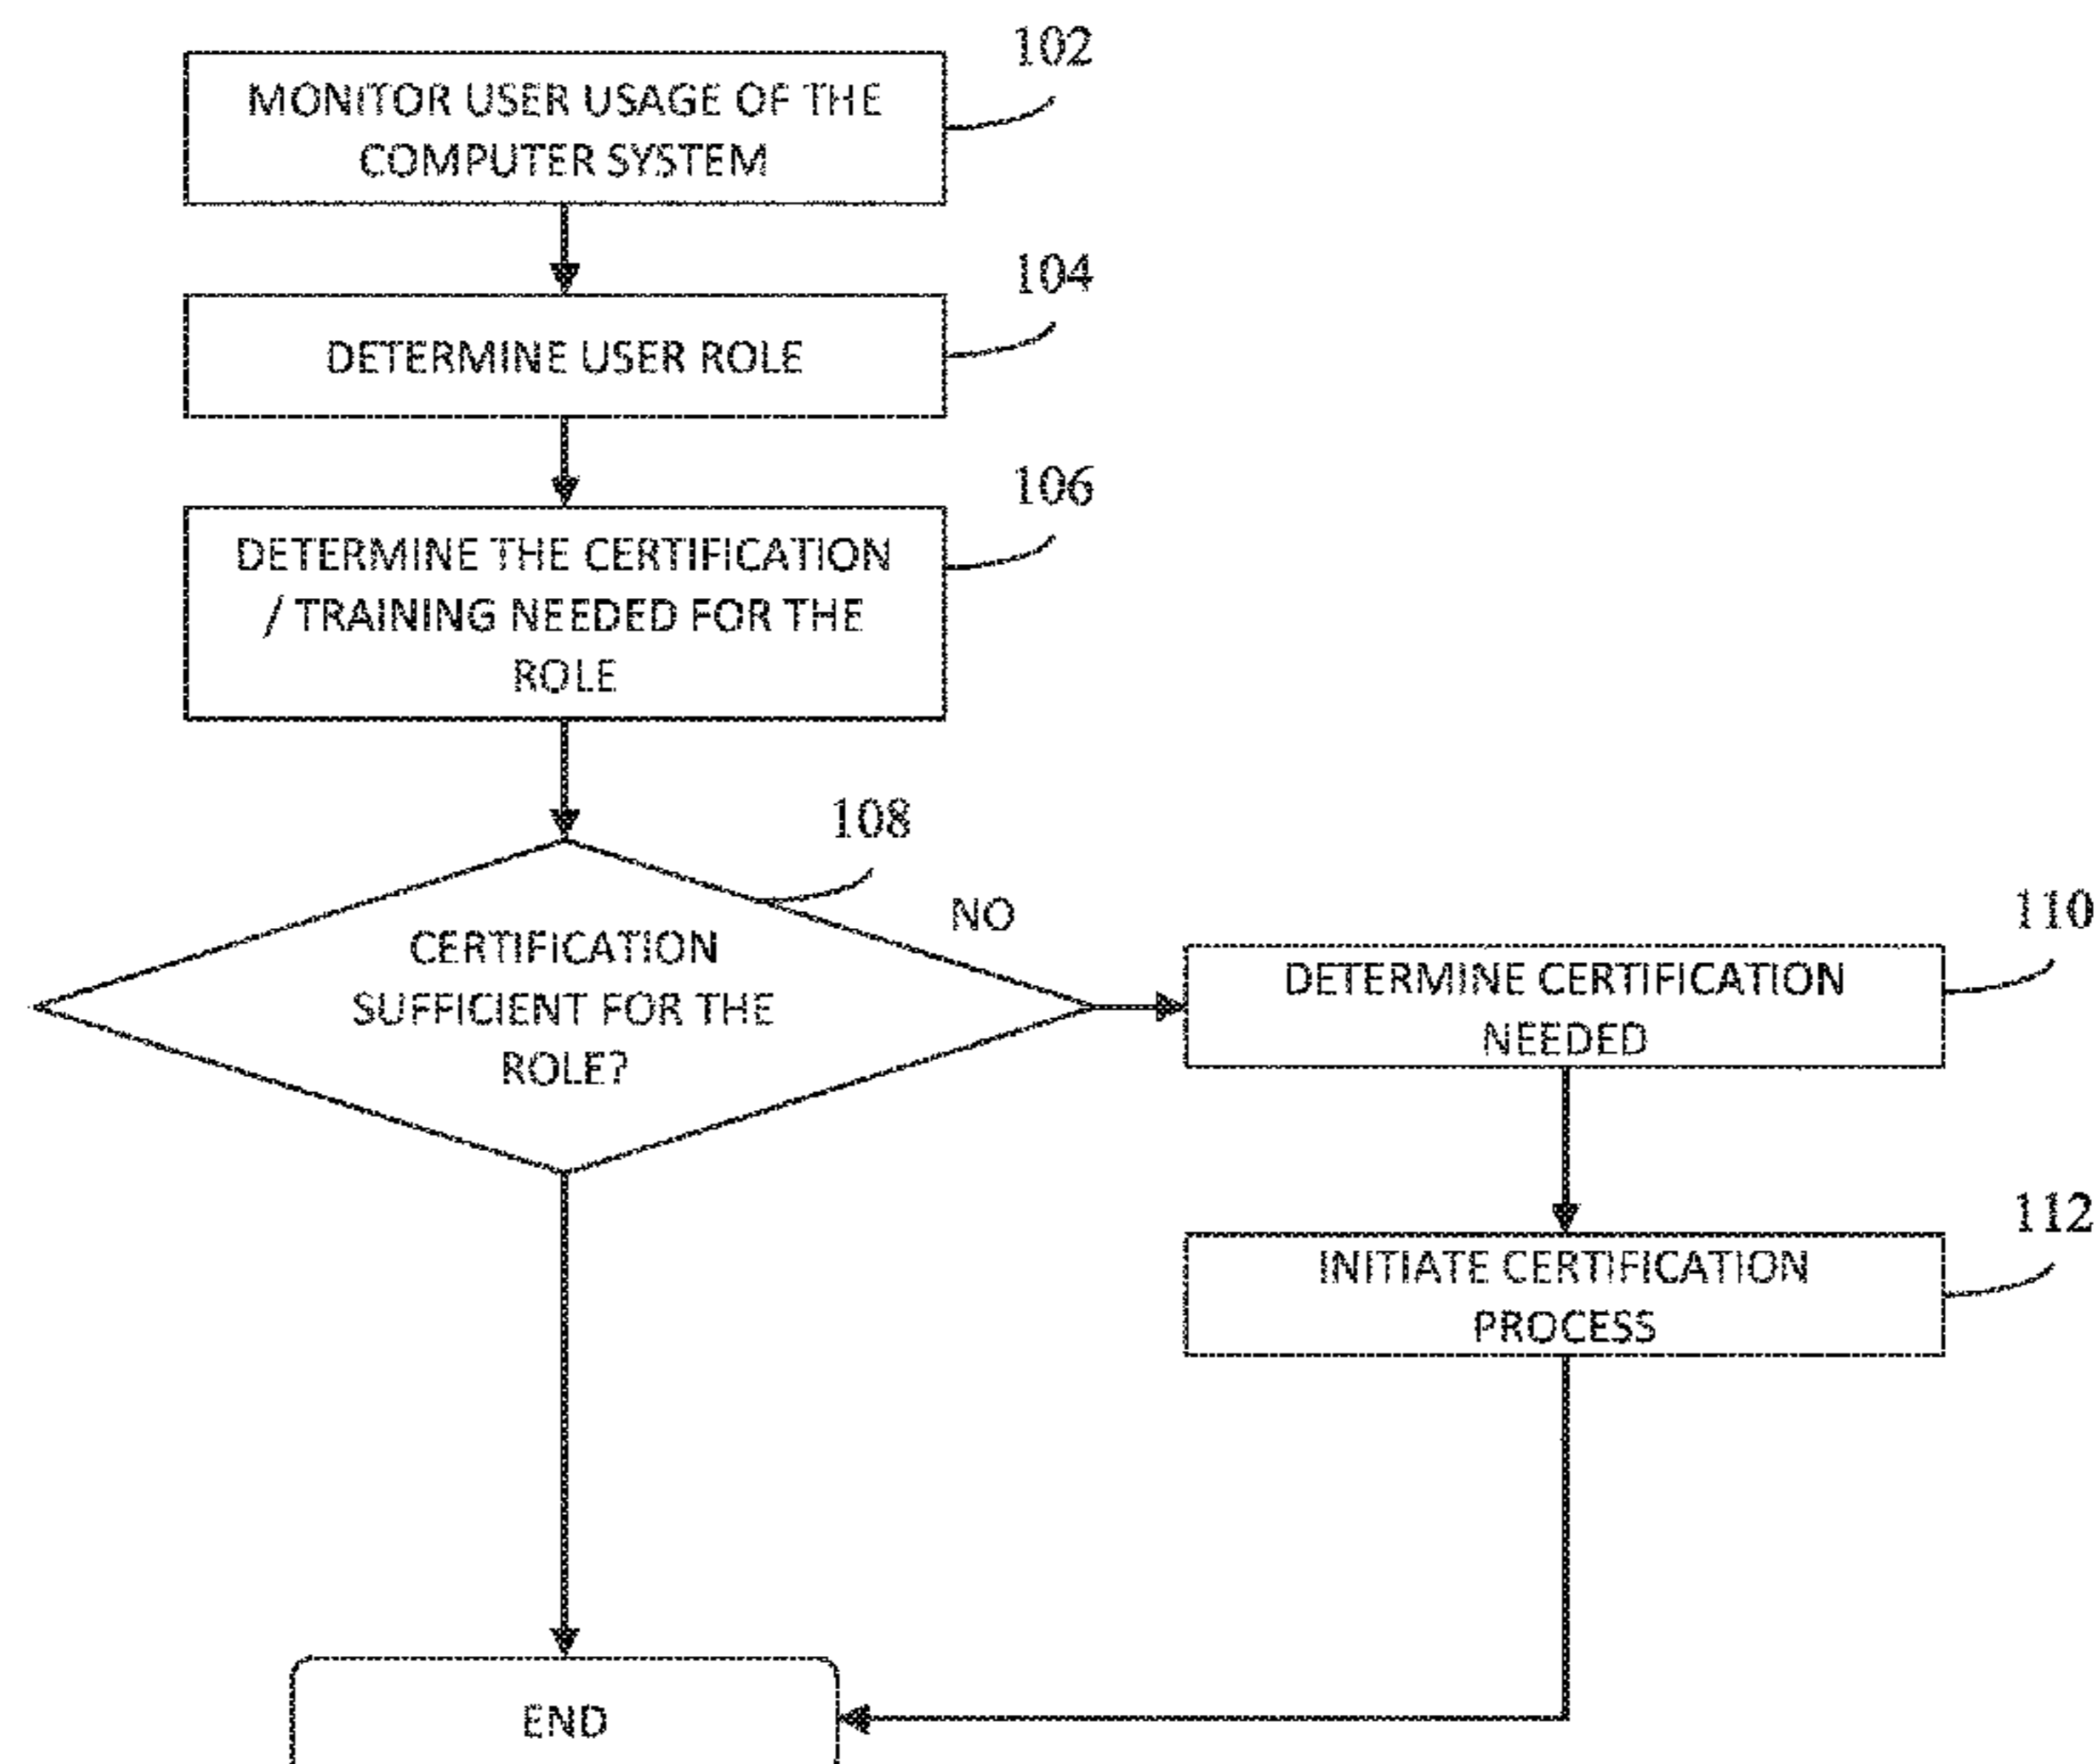 102
MONITOR USER USAGE OF THE
COMPUTER SYSTEM
104
DETERMINE USER ROLE
106
DETERMINE THE CERTIFICATION
/ TRAINING NEEDED FOR THE
ROLE
108
CERTIFICATION
SUFFICIENT FOR THE
ROLE?
NO
110
DETERMINE CERTIFICATION
NEEDED
112
INITIATE CERTIFICATION
PROCESS
END